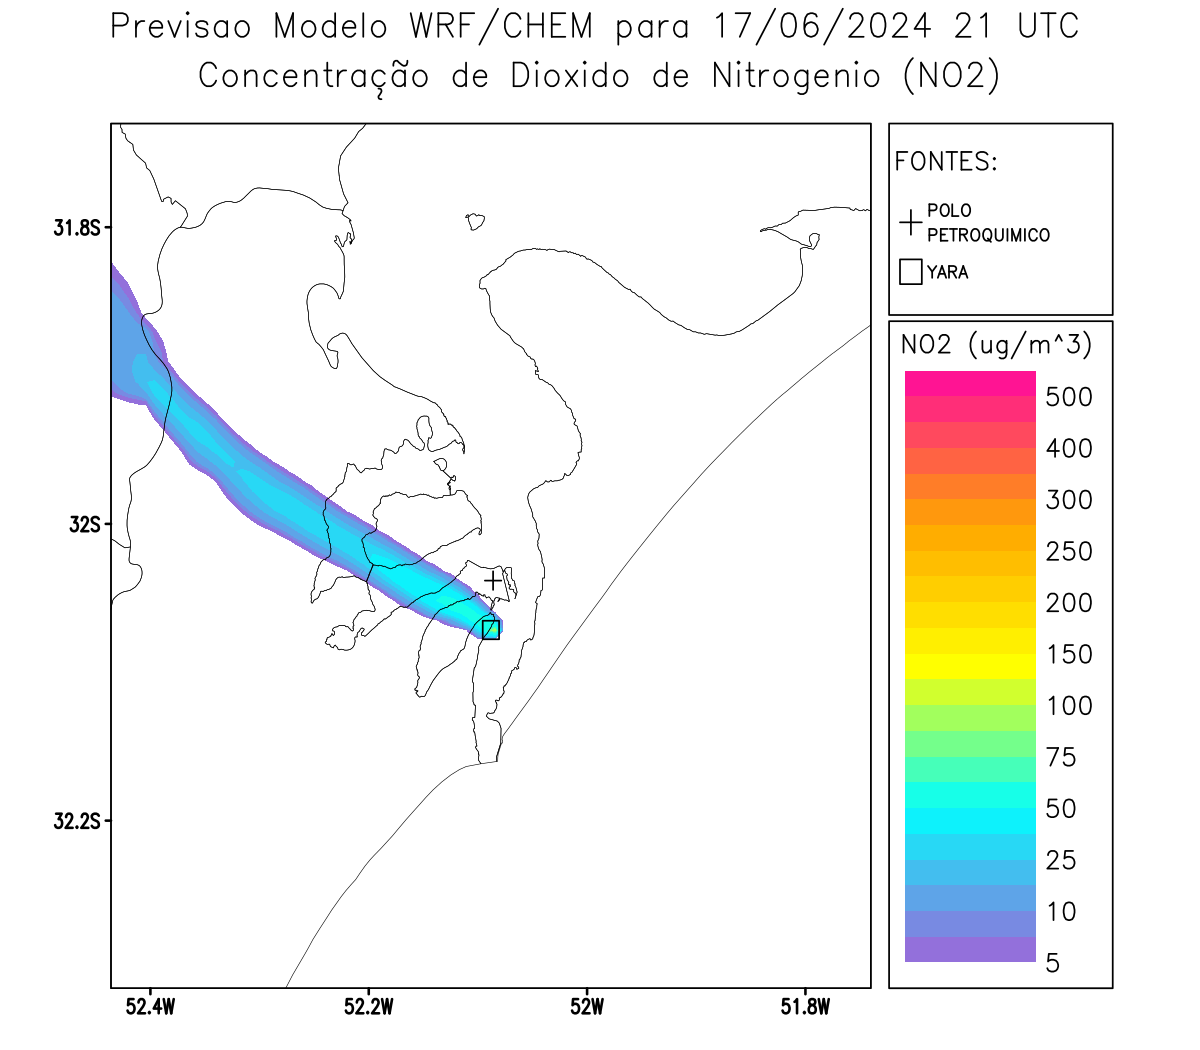 Previsao Modelo WRF/CHEM para 17/06/2024 21 UTC
Concentração de Dioxido de Nitrogenio (NO2)
FONTES:
POLO
PETROQUIMICO
YARA
31.8S
32S
32.2S
52.4W
52.2W
52W
51.8W
NO2 (ug/m^3)
500
400
300
250
200
150
100
75
50
25
10
5